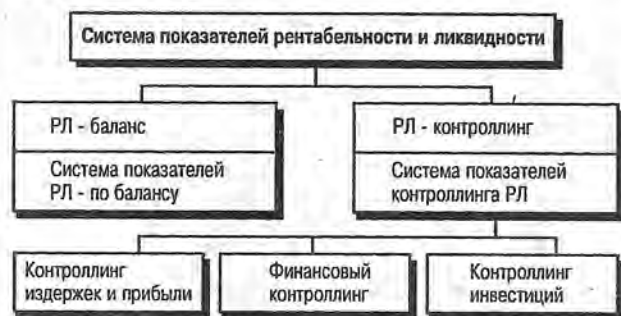 Система показателей рентабельности и ликвидности
РЛ - баланс
Система показателей
РЛ - по балансу
РЛ - контроллинг
Система показателей
контроллинга РЛ
Контроллинг
издержек и прибыли
Финансовый
контроллинг
Контроллинг
инвестиций